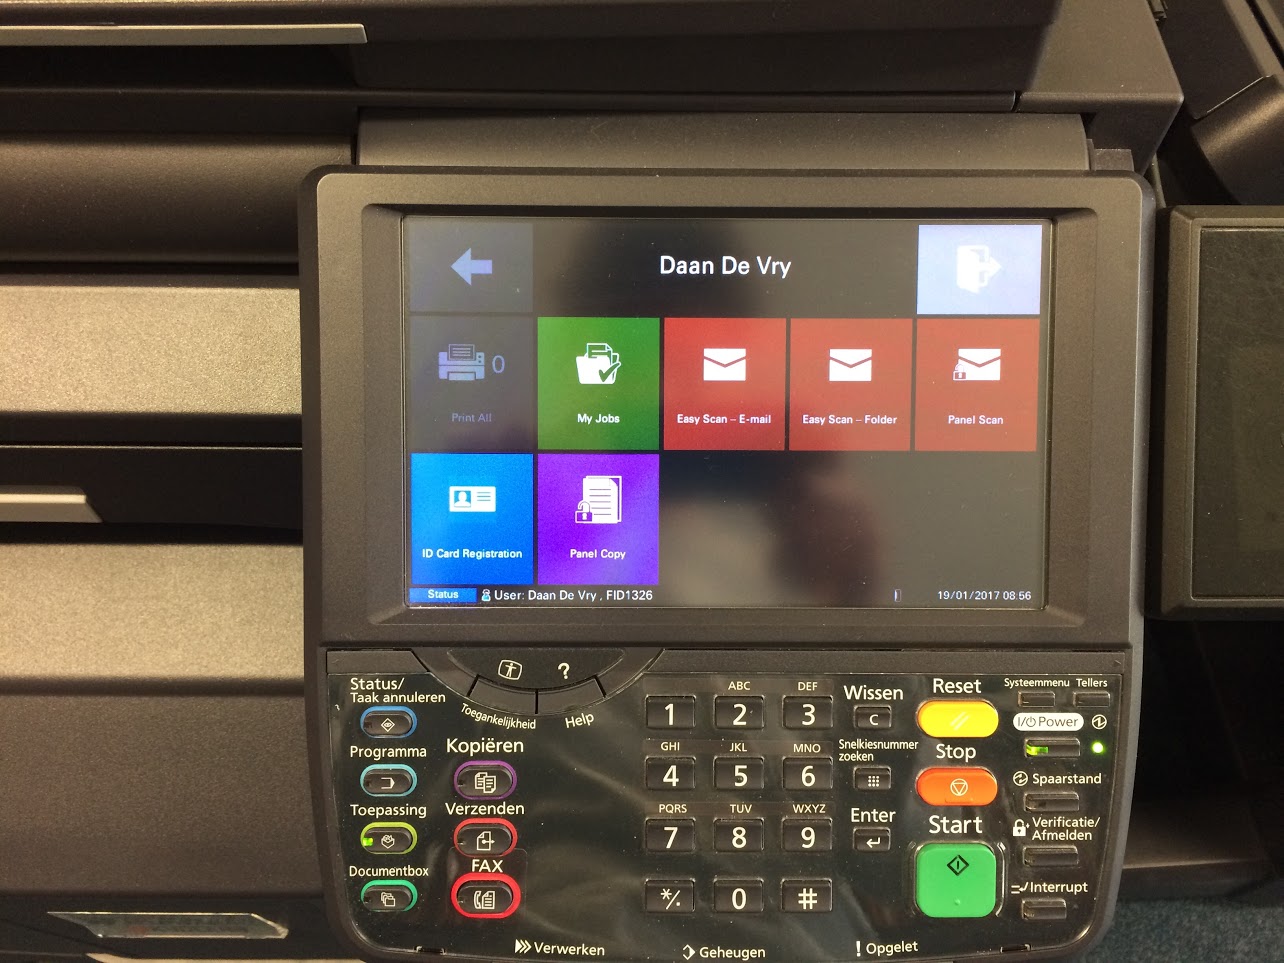 Daan De Vry
0
Print All
My Jobs
Easy Scan – E-mail
Easy Scan – Folder
Panel Scan
ID Card Registration
Panel Copy
Status
User: Daan De Vry , FID1326
19/01/2017 08:56
Status/
Taak annuleren
Toegankelijkheid
?
Help
Programma
Kopiëren
Toepassing
Verzenden
Documentbox
FAX
1
ABC
2
DEF
3
GHI
4
JKL
5
MNO
6
PQRS
7
TUV
8
WXYZ
9
*/.
0
#
Wissen
C
Snelkiesnummer
zoeken
Enter
Reset
Stop
Start
Systeemmenu
Tellers
Power
Spaarstand
Verificatie/
Afmelden
Interrupt
Verwerken
Geheugen
! Opgelet